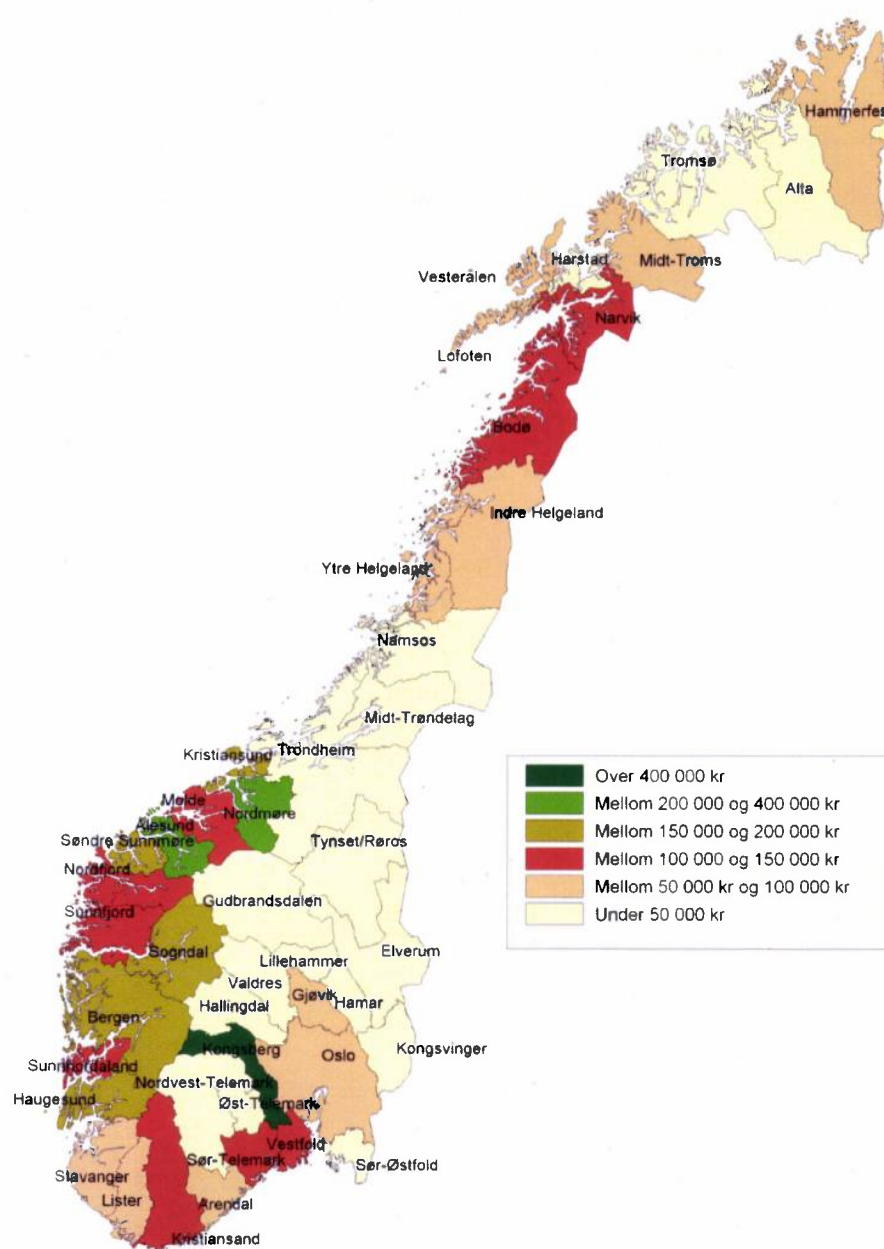 Hammerfes
Tromsø
Alta
Harstad
Midt-Troms
Vesterålen
Narvik
Lofoten
Bodø
Indre Helgeland
Ytre Helgeland
Namsos
Midt-Trøndelag
Kristiansund
Trondheim
Over 400 000 kr
Mellom 200 000 og 400 000 kr
Mellom 150 000 og 200 000 kr
Mellom 100 000 og 150 000 kr
Mellom 50 000 kr og 100 000 kr
Under 50 000 kr
Molde
Nordmøre
Ålesund
Søndre Sunnmøre
Tynset/Røros
Nordfjord
Gudbrandsdalen
Sunnfjord
Sogndal
Elverum
Lillehammer
Valdres
Gjøvik
Hamar
Hallingdal
Bergen
Kongsberg
Oslo
Kongsvinger
Sunnhordaland
Nordvest-Telemark
Haugesund
Øst-Telemark
Vestfold
Sør-Telemark
Sør-Østfold
Stavanger
Lister
Arendal
Kristiansand